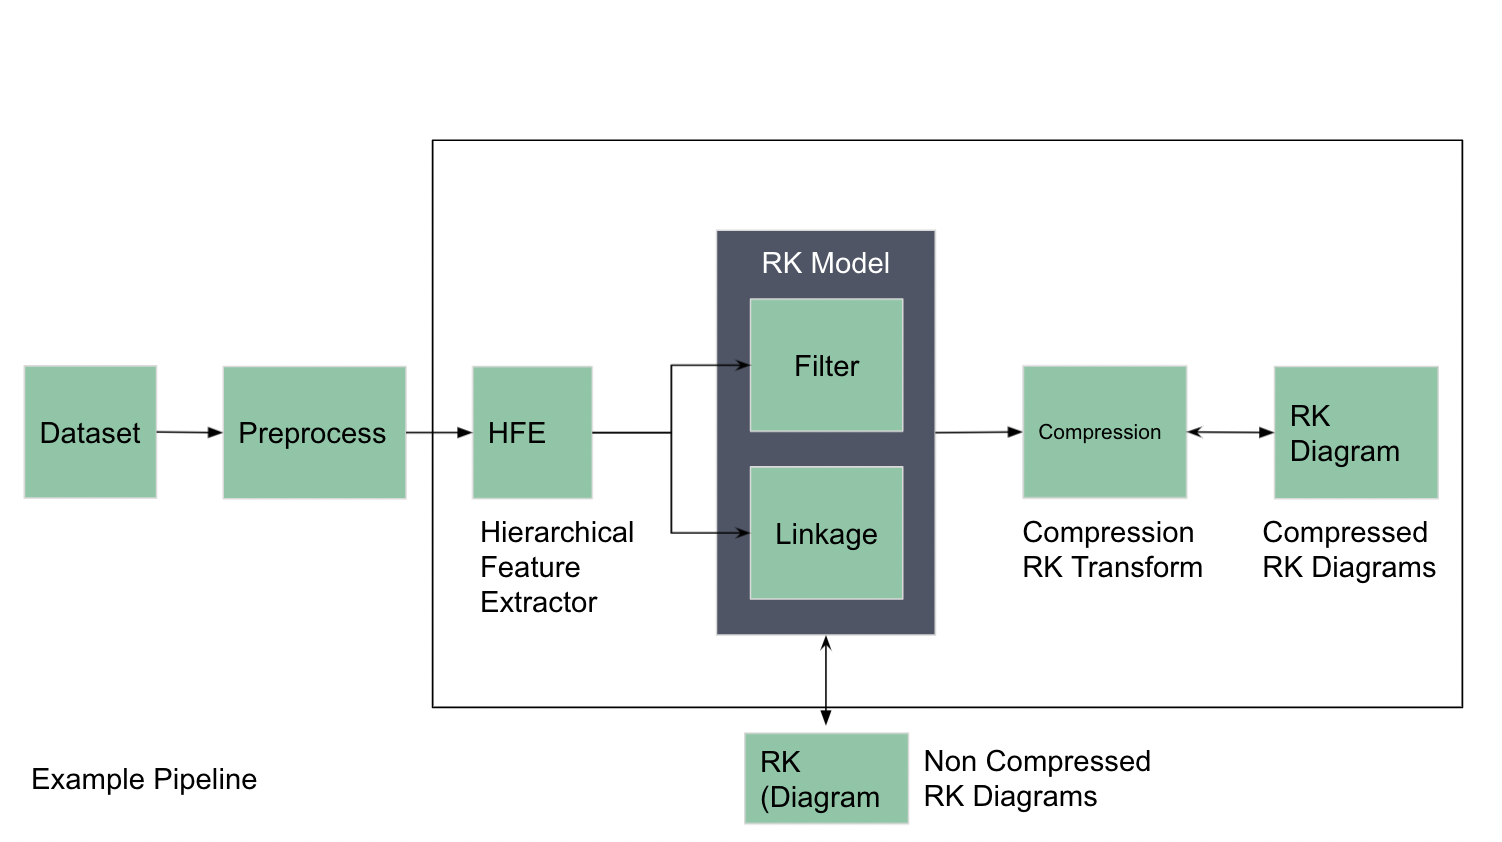 RK Model
Filter
Dataset
Preprocess
HFE
Compression
RK
Diagram
Linkage
Hierarchical
Feature
Extractor
Compression
RK Transform
Compressed
RK Diagrams
RK
(Diagram
Non Compressed
RK Diagrams
Example Pipeline